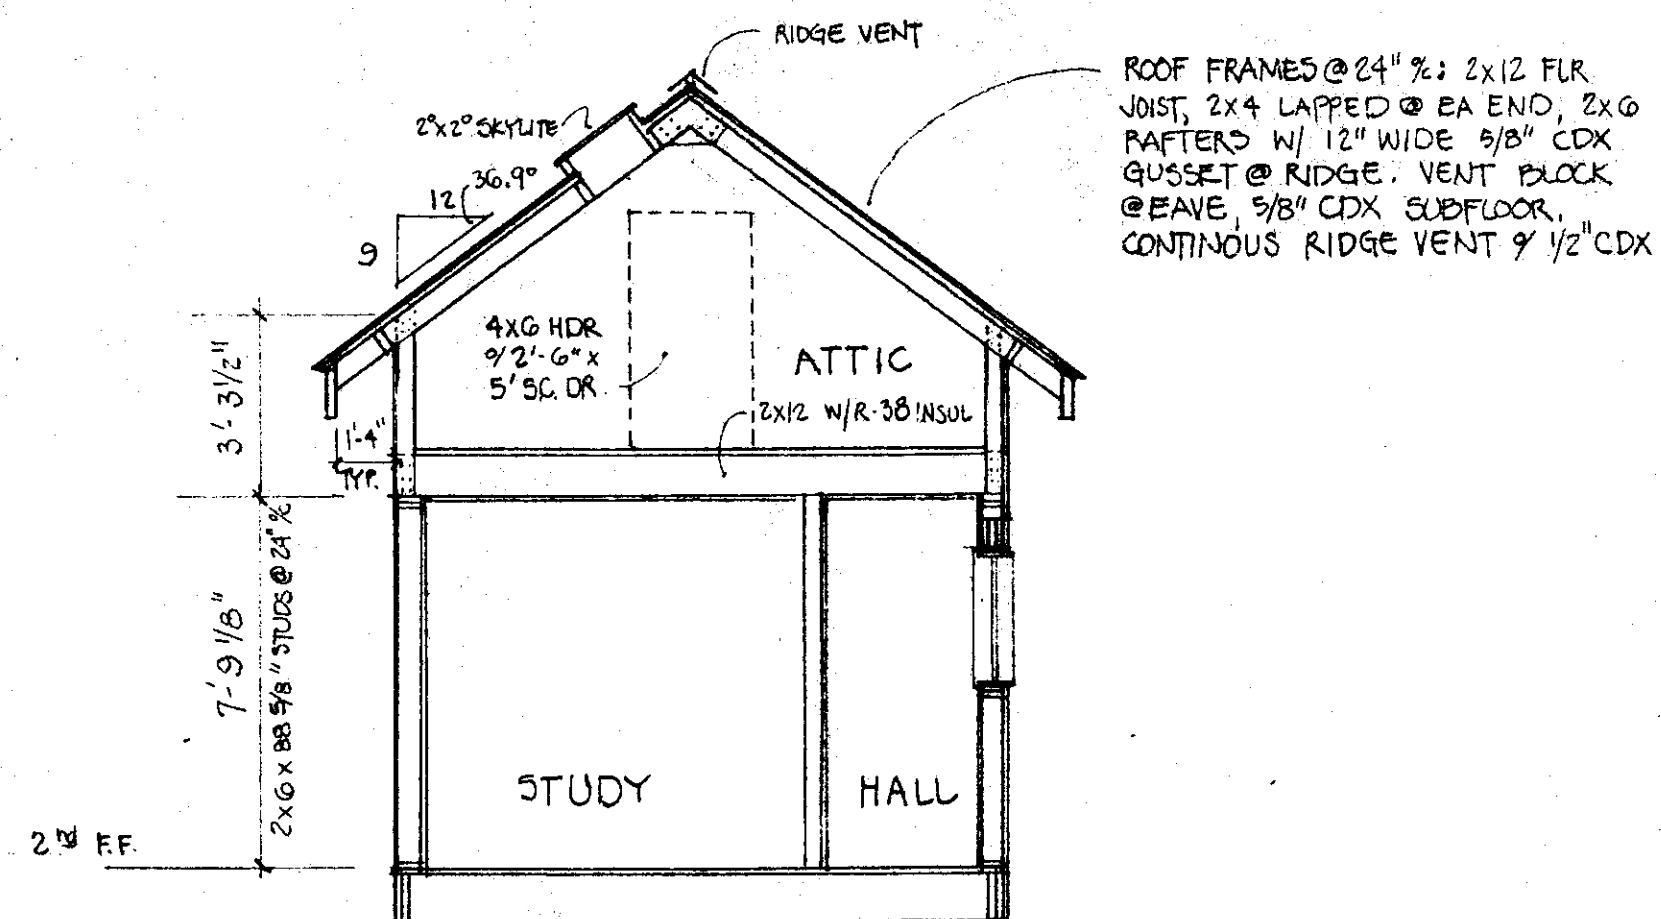 RIDGE VENT
ROOF FRAMES @ 24" %: 2x12 FLR
JOIST, 2x4 LAPPED @ EA END, 2x6
RAFTERS W/ 12" WIDE 5/8" CDX
GUSSET @ RIDGE. VENT BLOCK
@ EAVE, 5/8" CDX SUBFLOOR.
CONTINOUS RIDGE VENT 9/ 1/2" CDX
2°x2° SKYLITE
36.9°
12
9
4x6 HDR
9/ 2'-6" x
5' SC. DR.
ATTIC
2x12 W/R-38 INSUL
3'-3 1/2"
1'-4"
TYP.
7'-9 1/8"
2x6 x 88 5/8" STUDS @ 24" %
STUDY
HALL
2nd F.F.